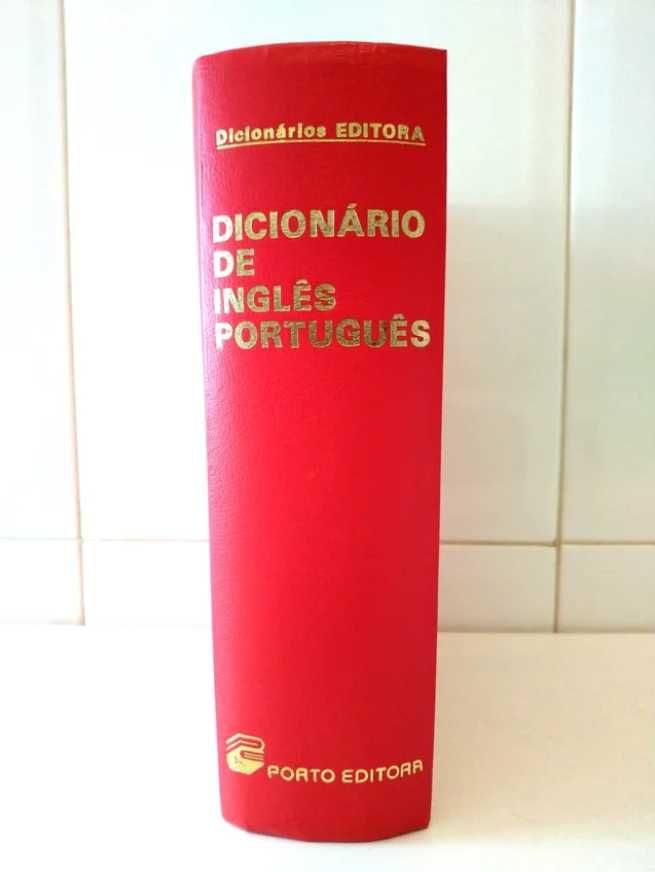 Dicionários EDITORA
DICIONÁRIO
DE
INGLÊS
PORTUGUÊS
PORTO EDITORA